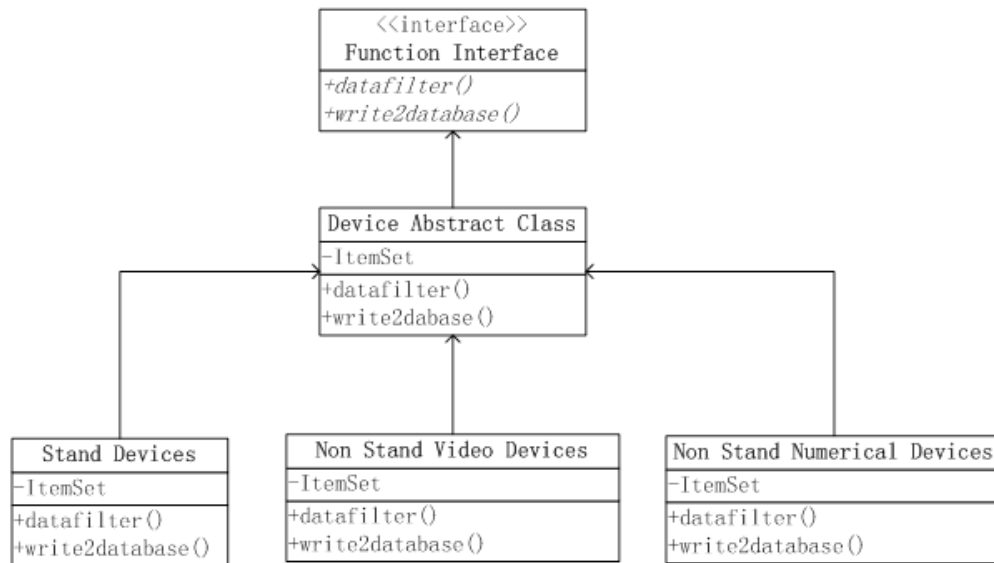 <<interface>>
Function Interface
+datafilter()
+write2database()
Device Abstract Class
-ItemSet
+datafilter()
+write2dabase()
Stand Devices
-ItemSet
+datafilter()
+write2database()
Non Stand Video Devices
-ItemSet
+datafilter()
+write2database()
Non Stand Numerical Devices
-ItemSet
+datafilter()
+write2database()